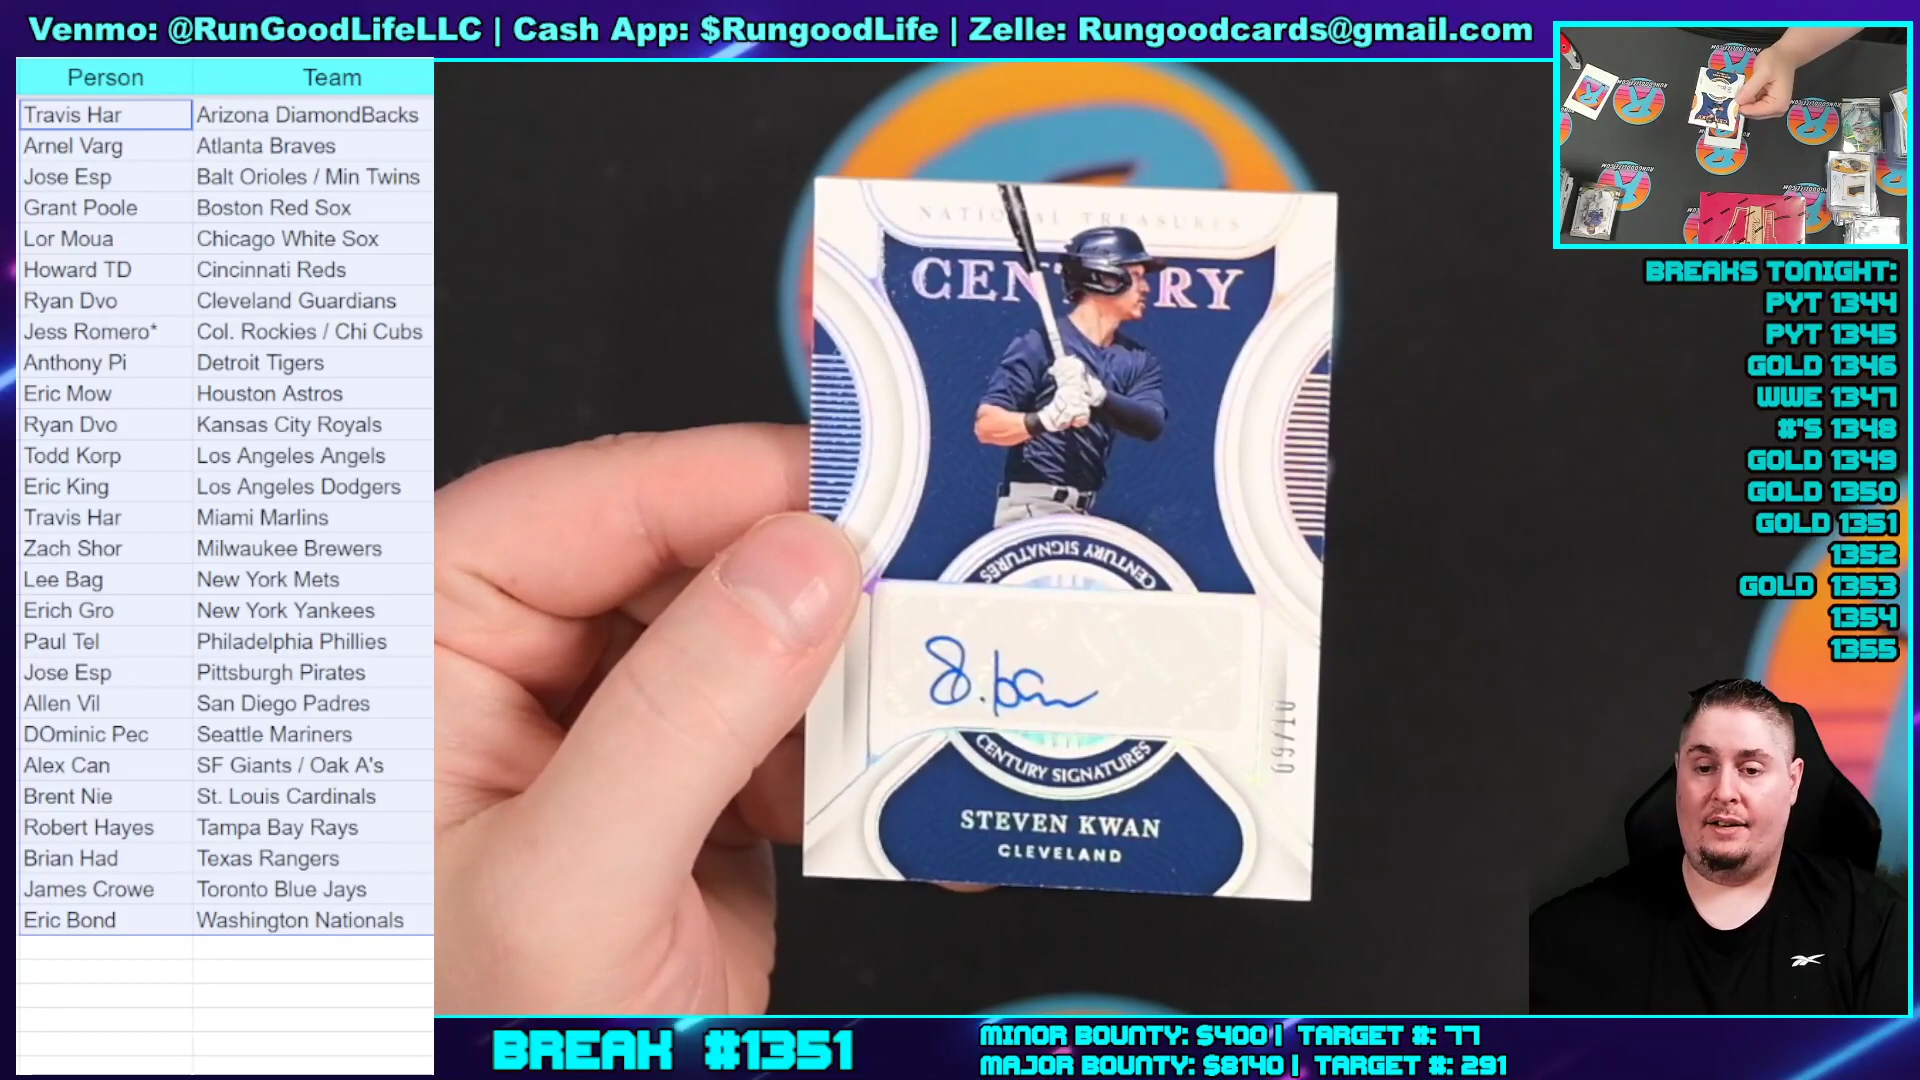 Venmo: @RunGoodLifeLLC | Cash App: $RungoodLife | Zelle: Rungoodcards@gmail.com
Person Team
Travis Har Arizona DiamondBacks
Arnel Varg Atlanta Braves
Jose Esp Balt Orioles / Min Twins
Grant Poole Boston Red Sox
Lor Moua Chicago White Sox
Howard TD Cincinnati Reds
Ryan Dvo Cleveland Guardians
Jess Romero* Col. Rockies / Chi Cubs
Anthony Pi Detroit Tigers
Eric Mow Houston Astros
Ryan Dvo Kansas City Royals
Todd Korp Los Angeles Angels
Eric King Los Angeles Dodgers
Travis Har Miami Marlins
Zach Shor Milwaukee Brewers
Lee Bag New York Mets
Erich Gro New York Yankees
Paul Tel Philadelphia Phillies
Jose Esp Pittsburgh Pirates
Allen Vil San Diego Padres
DOminic Pec Seattle Mariners
Alex Can SF Giants / Oak A's
Brent Nie St. Louis Cardinals
Robert Hayes Tampa Bay Rays
Brian Had Texas Rangers
James Crowe Toronto Blue Jays
Eric Bond Washington Nationals
NATIONAL TREASURES
CENTURY
CENTURY SIGNATURES
S. Kwan
09/10
CENTURY SIGNATURES
STEVEN KWAN
CLEVELAND
BREAKS TONIGHT:
PYT 1344
PYT 1345
GOLD 1346
WWE 1347
#'S 1348
GOLD 1349
GOLD 1350
GOLD 1351
1352
GOLD 1353
1354
1355
BREAK #1351
MINOR BOUNTY: $400 | TARGET #: 77
MAJOR BOUNTY: $8140 | TARGET #: 291